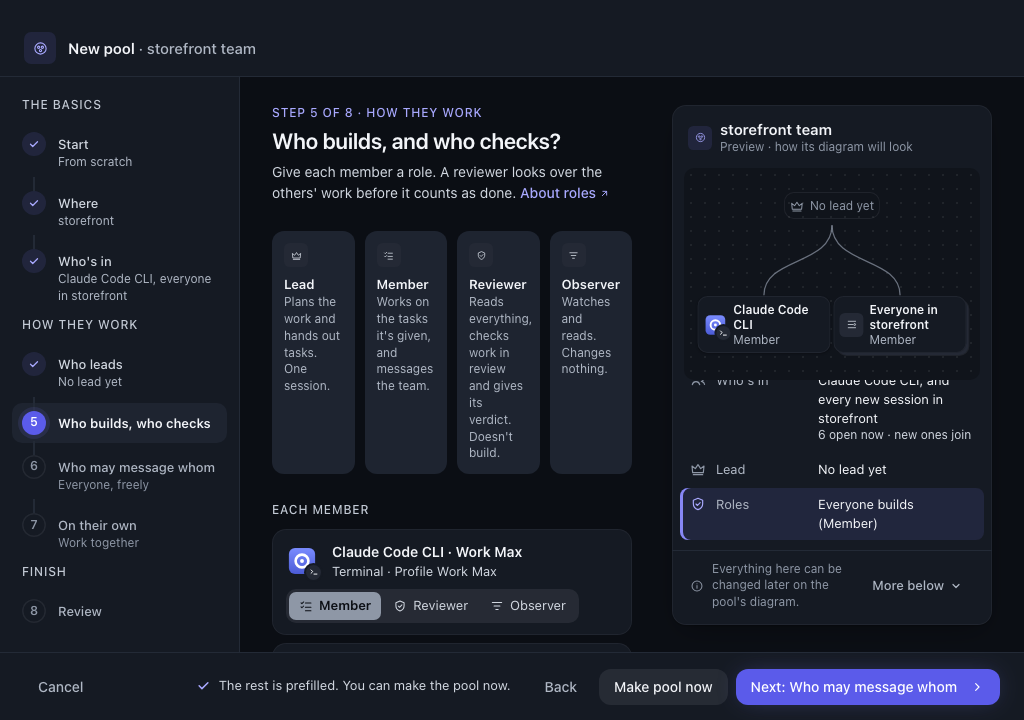 New pool · storefront team
THE BASICS
Start
From scratch
Where
storefront
Who's in
Claude Code CLI, everyone
in storefront
HOW THEY WORK
Who leads
No lead yet
5
Who builds, who checks
6
Who may message whom
Everyone, freely
7
On their own
Work together
FINISH
8
Review
STEP 5 OF 8 · HOW THEY WORK
Who builds, and who checks?
Give each member a role. A reviewer looks over the
others' work before it counts as done. About roles ↗
Lead
Plans the
work and
hands out
tasks.
One
session.
Member
Works on
the tasks
it's given,
and
messages
the team.
Reviewer
Reads
everything,
checks
work in
review
and gives
its
verdict.
Doesn't
build.
Observer
Watches
and
reads.
Changes
nothing.
EACH MEMBER
Claude Code CLI · Work Max
Terminal · Profile Work Max
Member
Reviewer
Observer
storefront team
Preview · how its diagram will look
No lead yet
Claude Code
CLI
Member
Everyone in
storefront
Member
Who's in
Claude Code CLI, and
every new session in
storefront
6 open now · new ones join
Lead
No lead yet
Roles
Everyone builds
(Member)
Everything here can be
changed later on the
pool's diagram.
More below
Cancel
The rest is prefilled. You can make the pool now.
Back
Make pool now
Next: Who may message whom